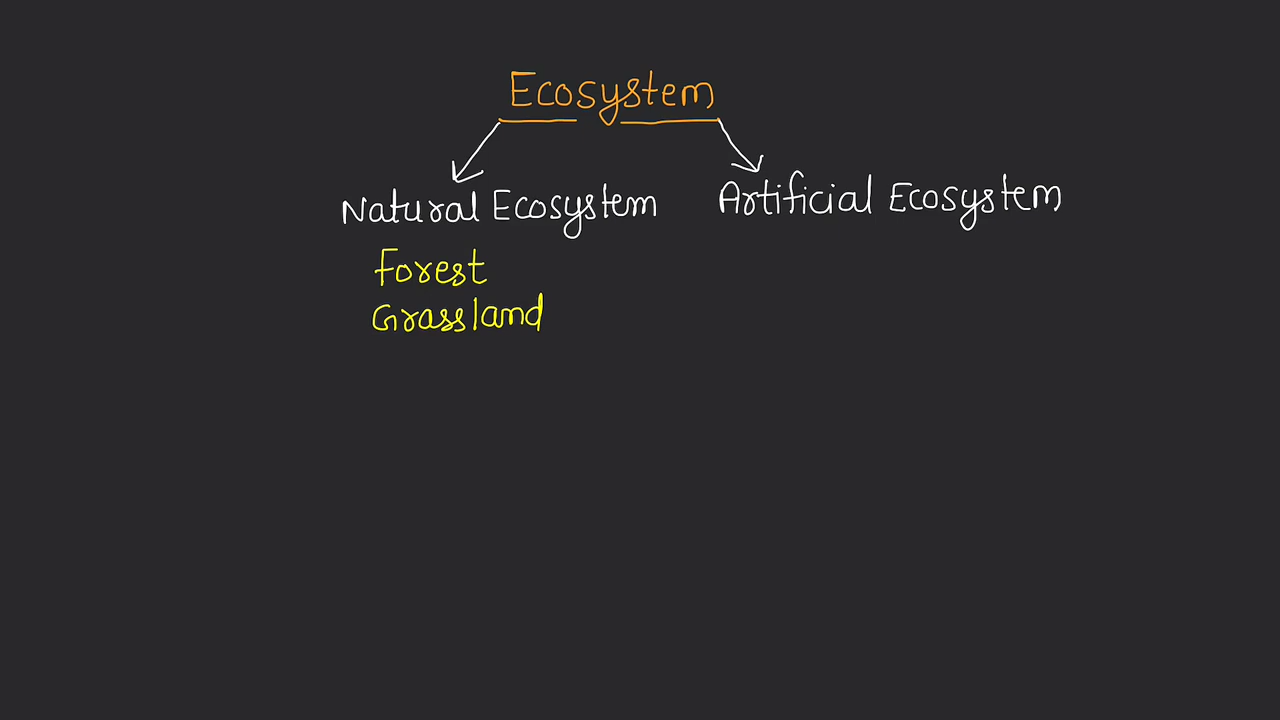 Ecosystem
Natural Ecosystem
Artificial Ecosystem
Forest
Grassland